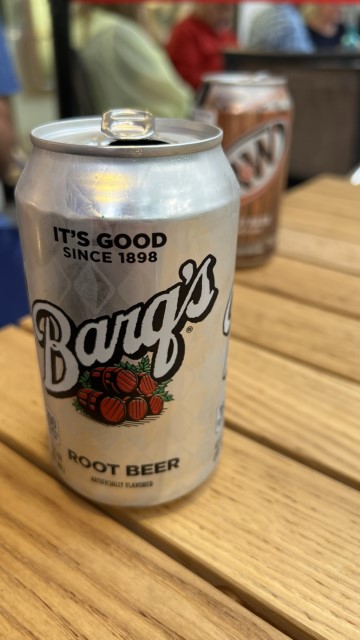 IT'S GOOD
SINCE 1898
Barq's®
ROOT BEER
ARTIFICIALLY FLAVORED
A&W